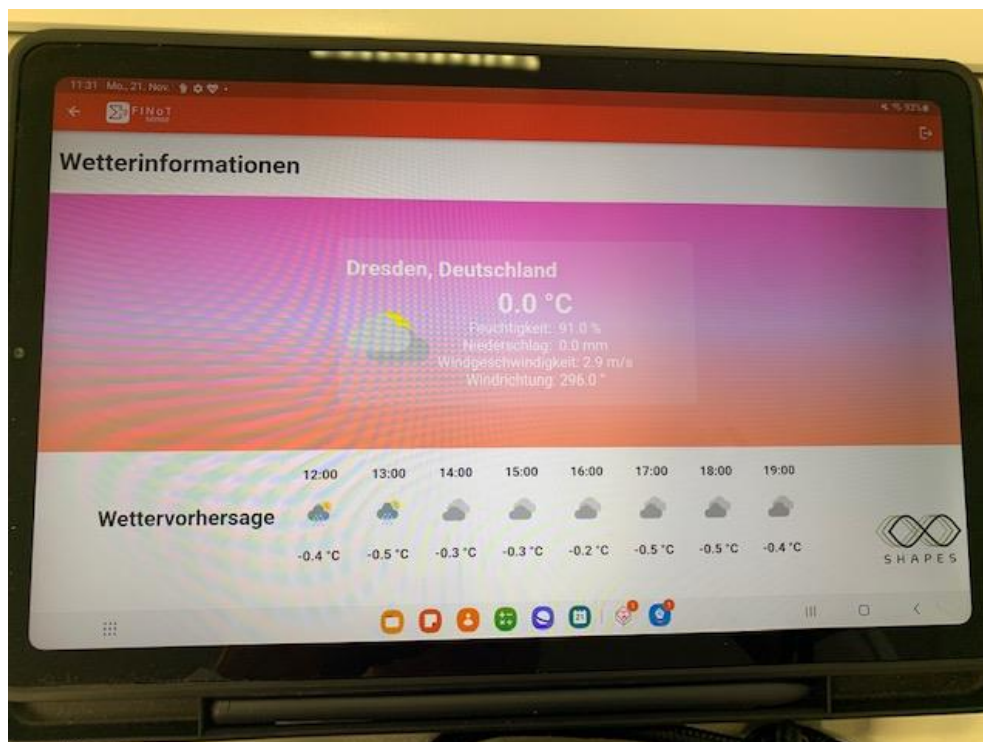 11:31 Mo., 21. Nov.
93%
FINoT
Wetterinformationen
Dresden, Deutschland
0.0 °C
Feuchtigkeit: 91.0 %
Niederschlag: 0.0 mm
Windgeschwindigkeit: 2.9 m/s
Windrichtung: 296.0 °
12:00 13:00 14:00 15:00 16:00 17:00 18:00 19:00
Wettervorhersage
-0.4 °C -0.5 °C -0.3 °C -0.3 °C -0.2 °C -0.5 °C -0.5 °C -0.4 °C
SHAPES
21